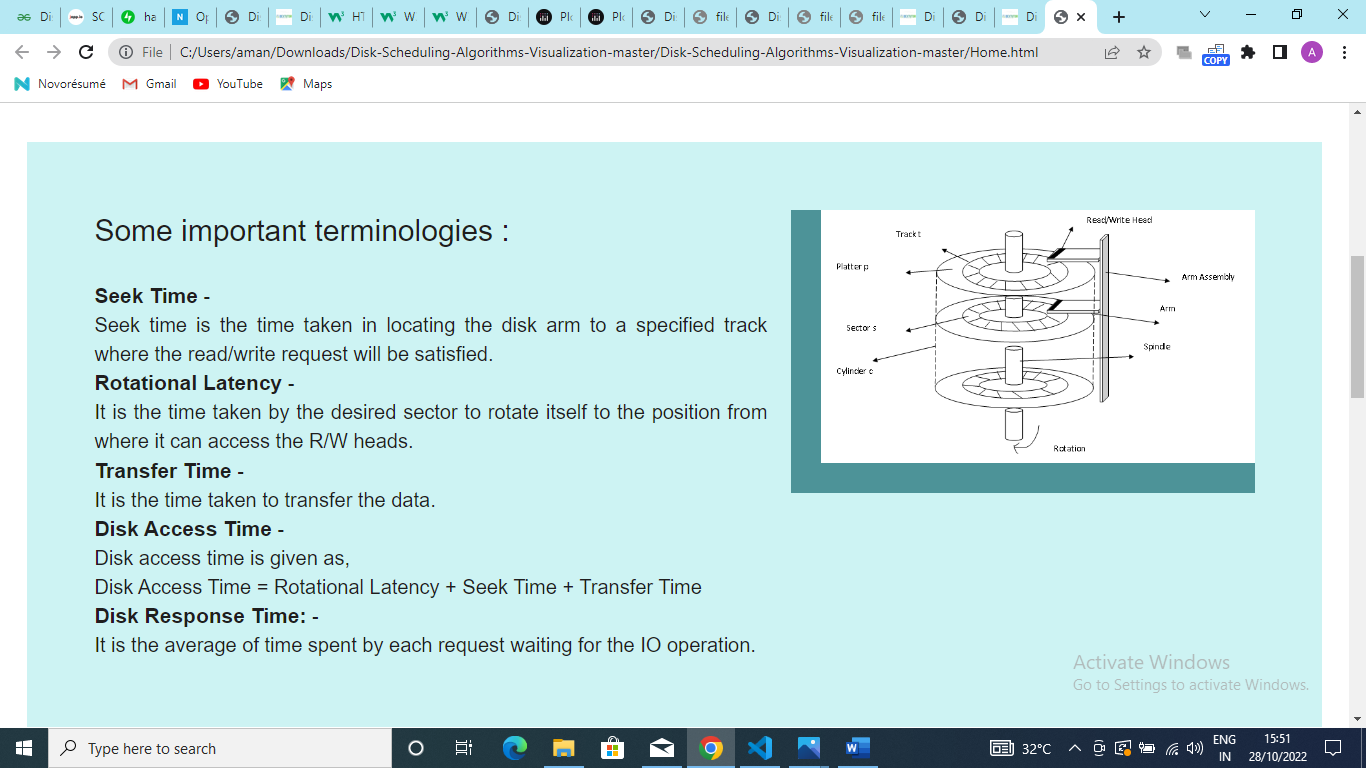 Di:
SC
ha
Op
Di:
Di:
HT
W
W
Di:
Plo
Plo
Di:
file
Di:
file
file
Di
Di
Di
File | C:/Users/aman/Downloads/Disk-Scheduling-Algorithms-Visualization-master/Disk-Scheduling-Algorithms-Visualization-master/Home.html
COPY
A
Novorésumé
Gmail
YouTube
Maps
Some important terminologies :
Seek Time -
Seek time is the time taken in locating the disk arm to a specified track
where the read/write request will be satisfied.
Rotational Latency -
It is the time taken by the desired sector to rotate itself to the position from
where it can access the R/W heads.
Transfer Time -
It is the time taken to transfer the data.
Disk Access Time -
Disk access time is given as,
Disk Access Time = Rotational Latency + Seek Time + Transfer Time
Disk Response Time: -
It is the average of time spent by each request waiting for the IO operation.
Read/Write Head
Track t
Platter p
Arm Assembly
Arm
Sector s
Spindle
Cylinder c
Rotation
Activate Windows
Go to Settings to activate Windows.
Type here to search
32°C
ENG
IN
15:51
28/10/2022